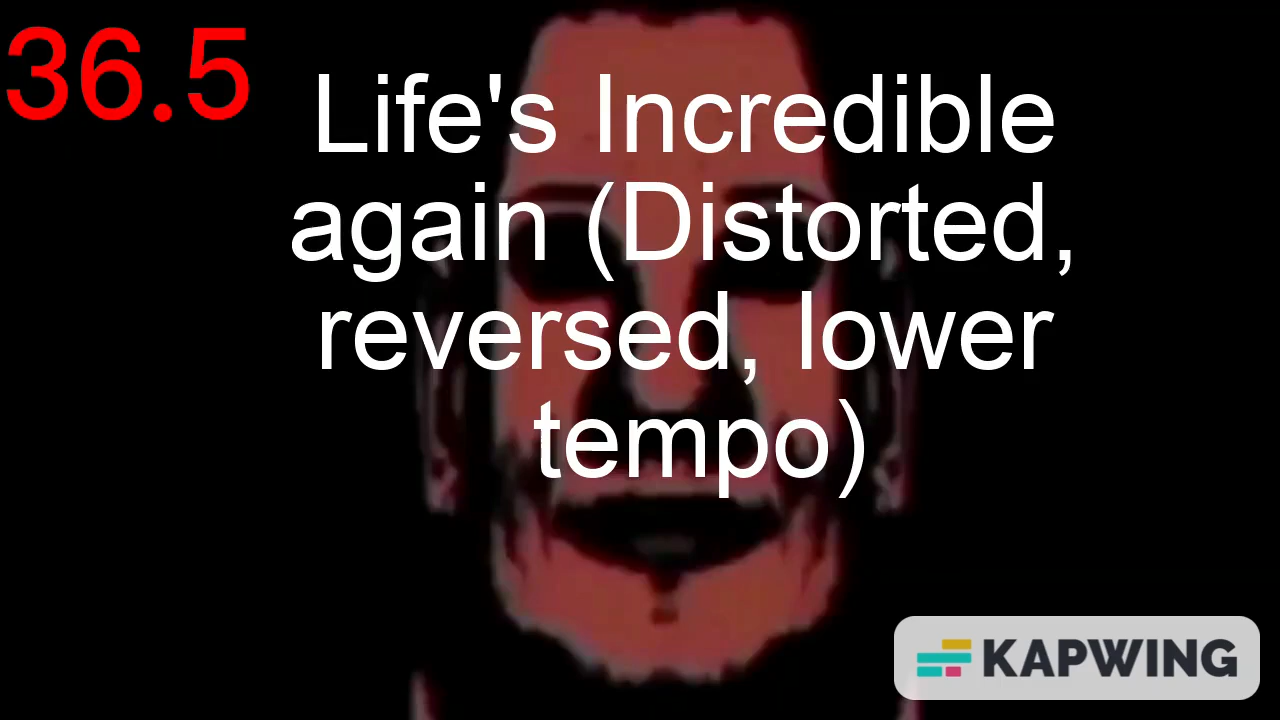 36.5
Life's Incredible
again (Distorted,
reversed, lower
tempo)
KAPWING